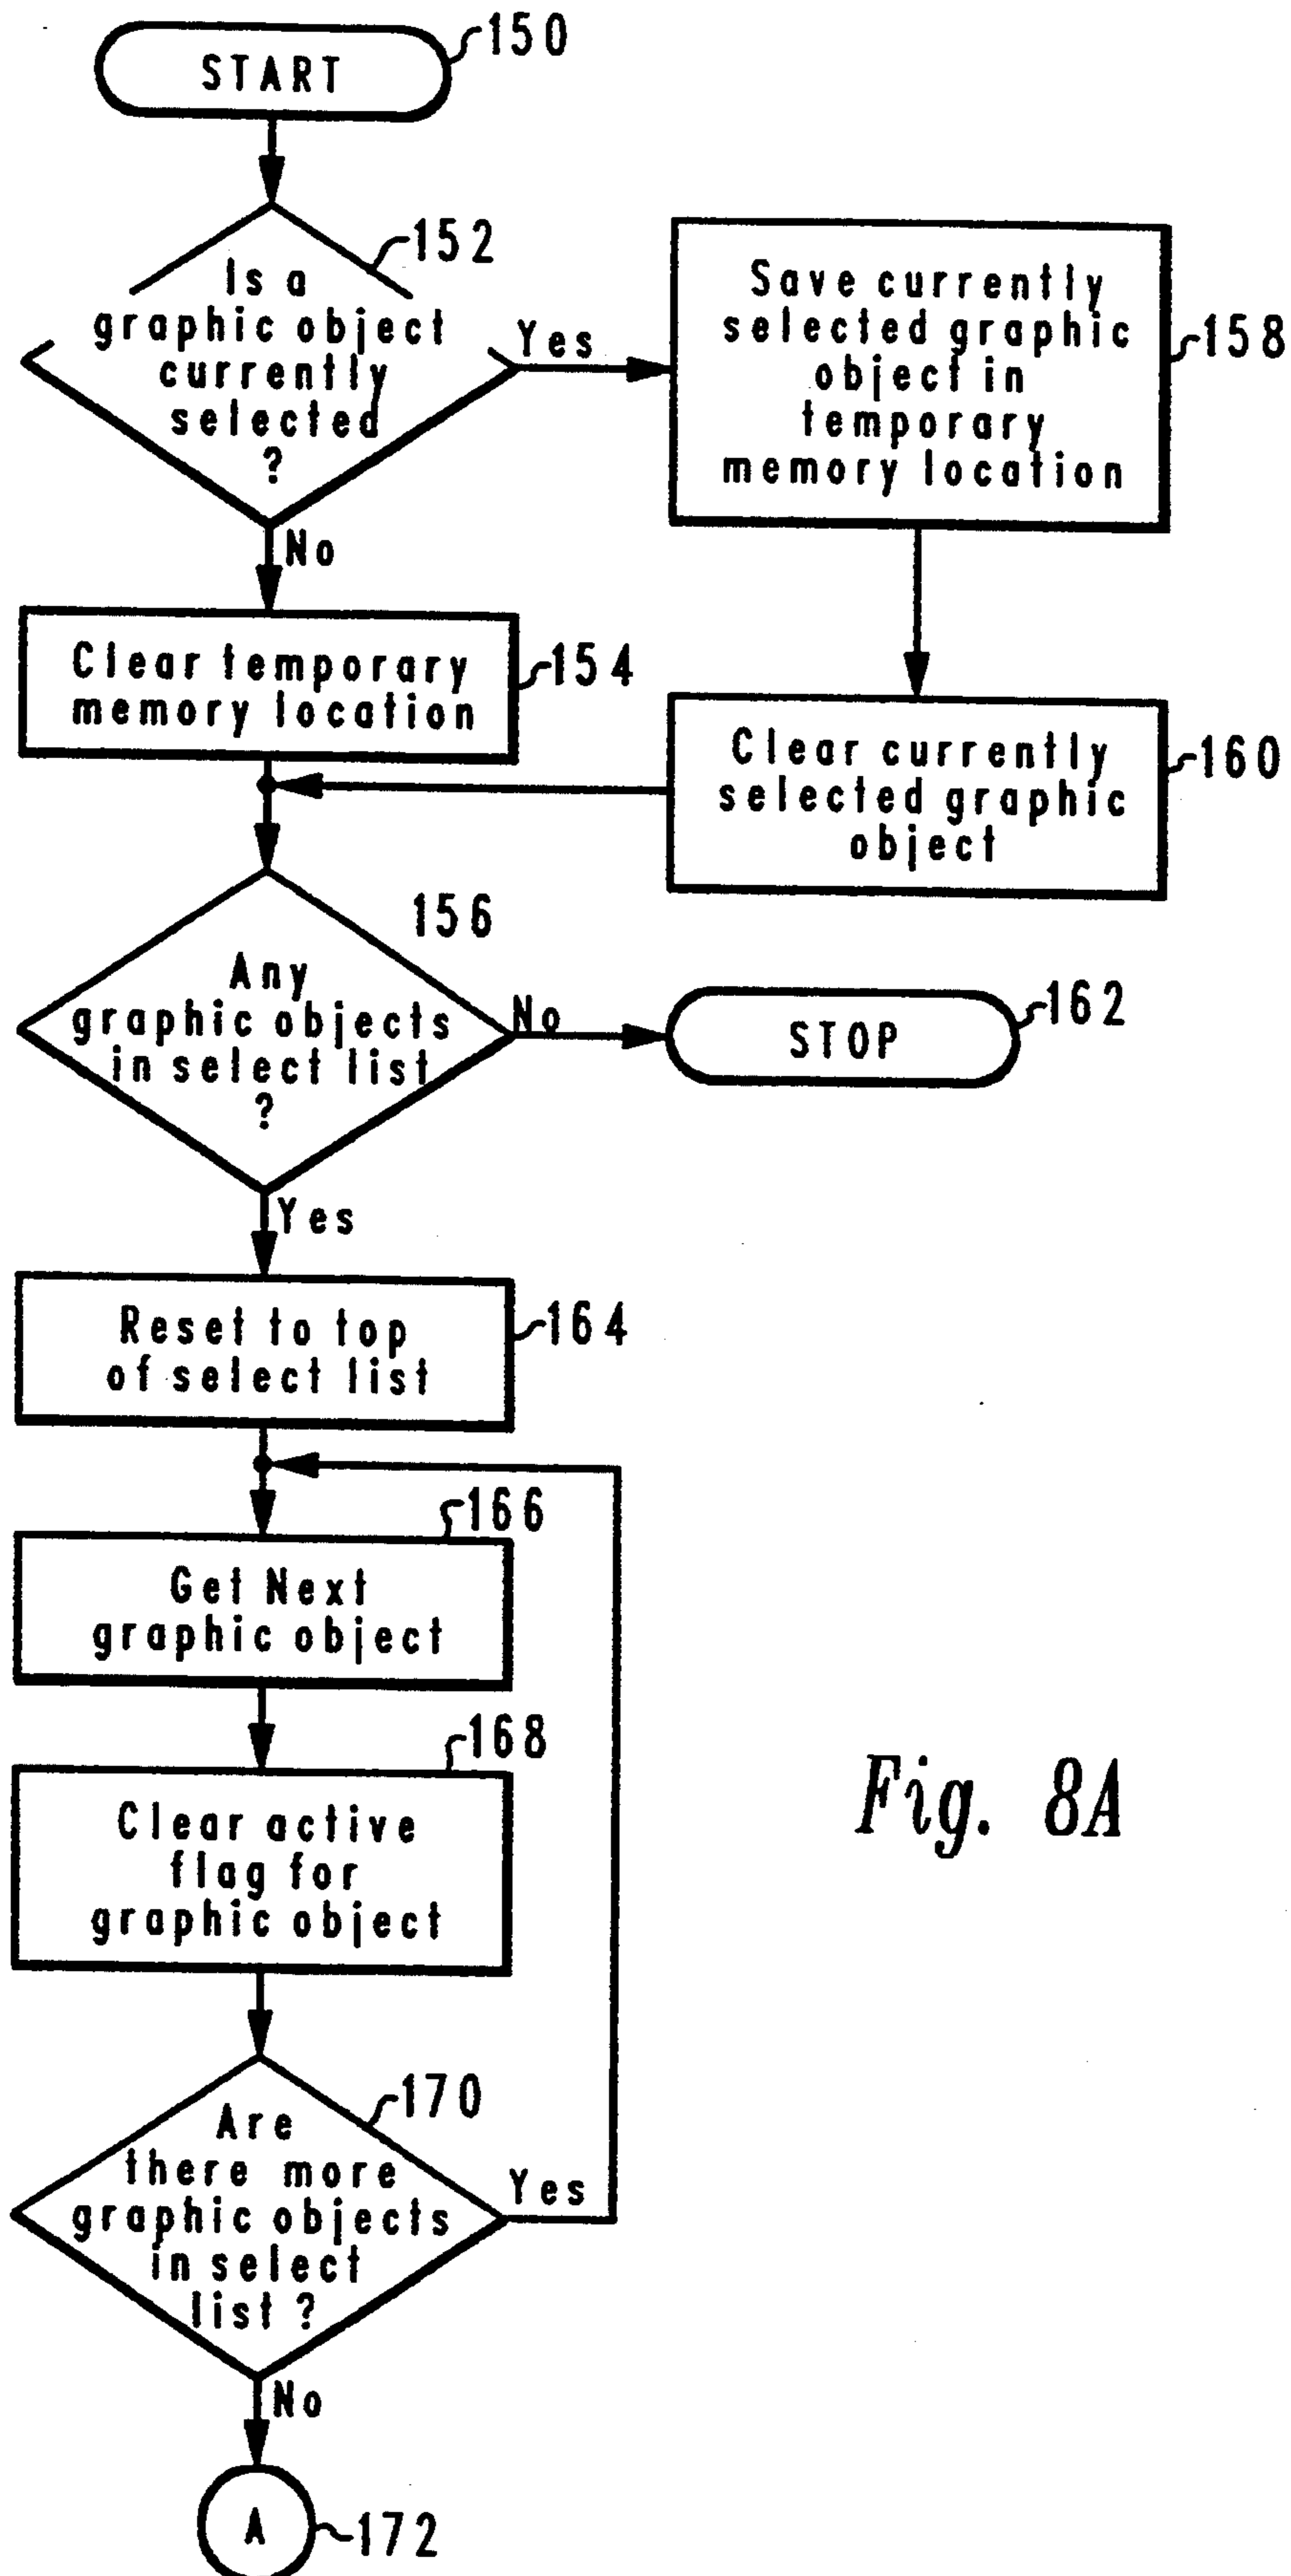 START
150
Is a
graphic object
currently
selected
?
152
Yes
No
Save currently
selected graphic
object in
temporary
memory location
158
Clear temporary
memory location
154
Clear currently
selected graphic
object
160
156
Any
graphic objects
in select list
?
No
STOP
162
Yes
Reset to top
of select list
164
166
Get Next
graphic object
168
Clear active
flag for
graphic object
170
Are
there more
graphic objects
in select
list ?
Yes
No
A
172
Fig. 8A